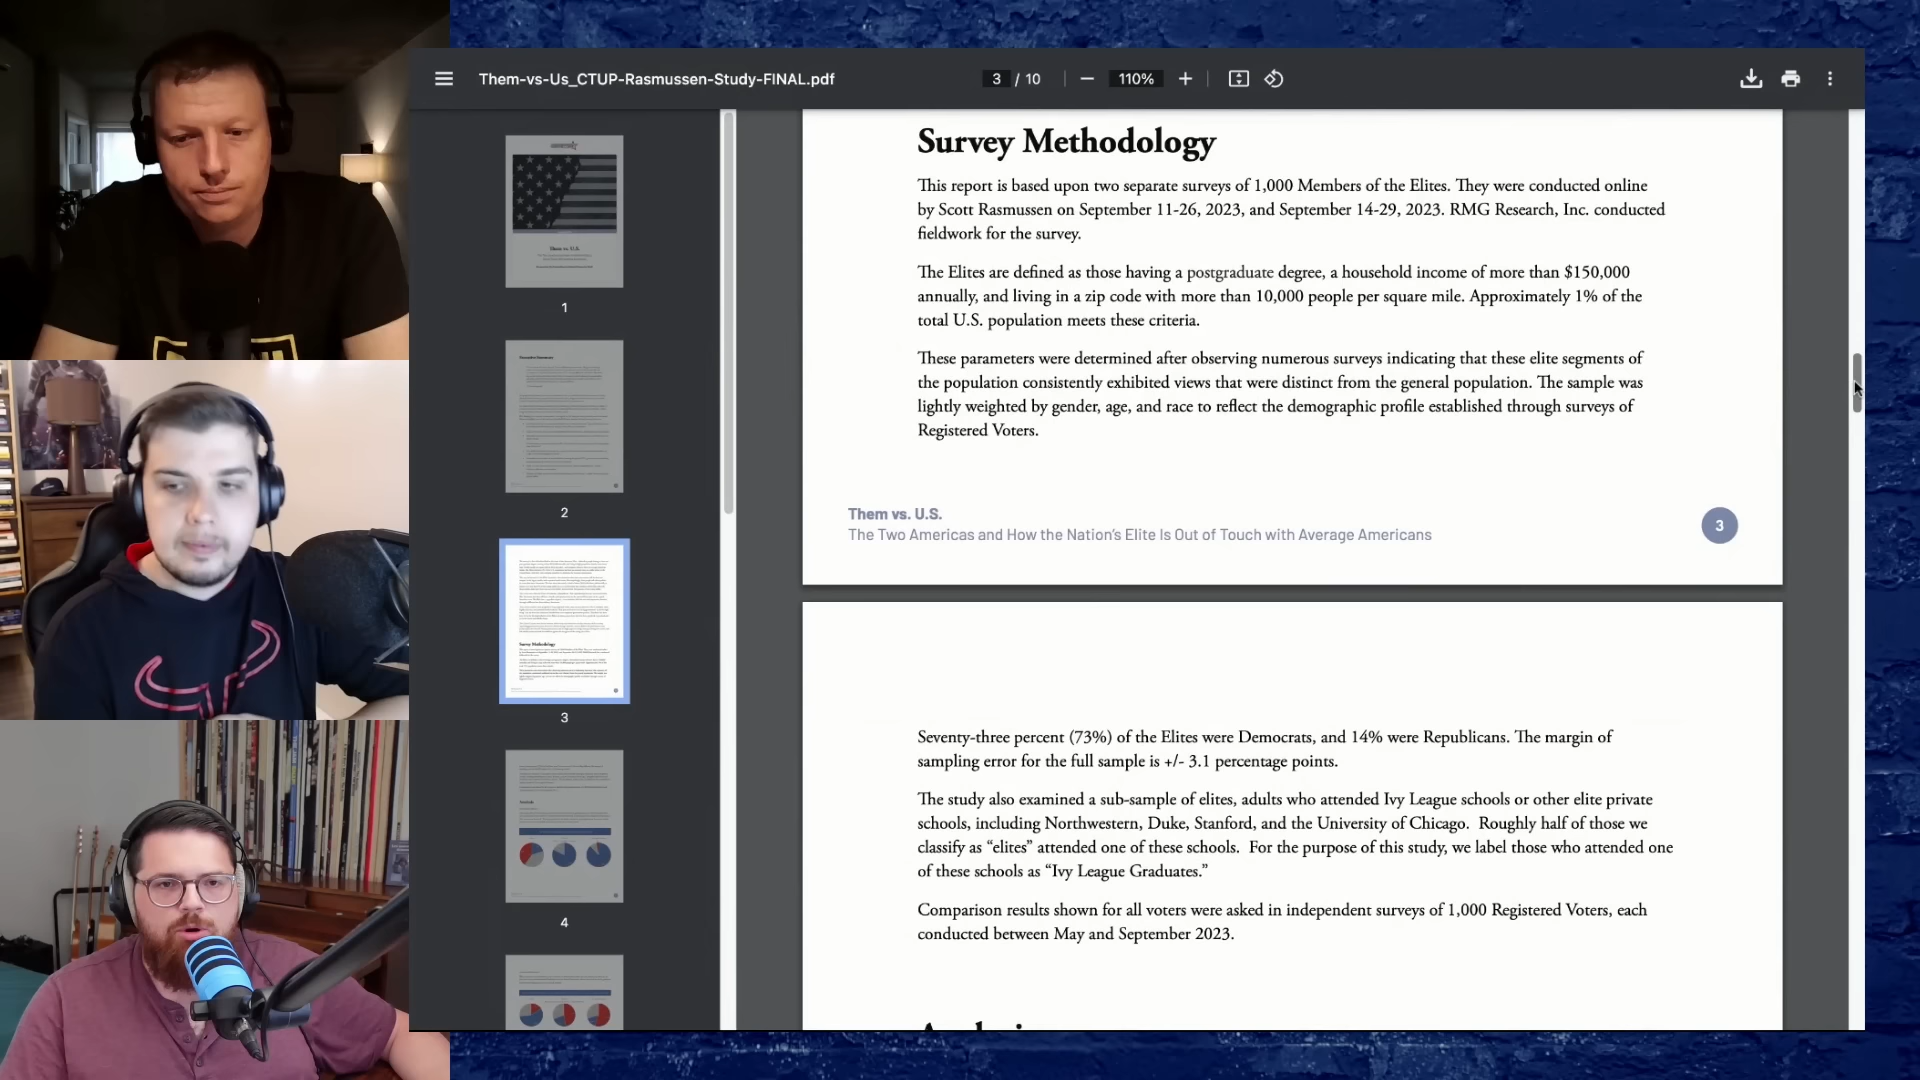 Them-vs-Us_CTUP-Rasmussen-Study-FINAL.pdf
3 / 10
110%
1
2
3
4
Survey Methodology
This report is based upon two separate surveys of 1,000 Members of the Elites. They were conducted online
by Scott Rasmussen on September 11-26, 2023, and September 14-29, 2023. RMG Research, Inc. conducted
fieldwork for the survey.
The Elites are defined as those having a postgraduate degree, a household income of more than $150,000
annually, and living in a zip code with more than 10,000 people per square mile. Approximately 1% of the
total U.S. population meets these criteria.
These parameters were determined after observing numerous surveys indicating that these elite segments of
the population consistently exhibited views that were distinct from the general population. The sample was
lightly weighted by gender, age, and race to reflect the demographic profile established through surveys of
Registered Voters.
Them vs. U.S.
The Two Americas and How the Nation's Elite Is Out of Touch with Average Americans
3
Seventy-three percent (73%) of the Elites were Democrats, and 14% were Republicans. The margin of
sampling error for the full sample is +/- 3.1 percentage points.
The study also examined a sub-sample of elites, adults who attended Ivy League schools or other elite private
schools, including Northwestern, Duke, Stanford, and the University of Chicago. Roughly half of those we
classify as “elites” attended one of these schools. For the purpose of this study, we label those who attended one
of these schools as “Ivy League Graduates.”
Comparison results shown for all voters were asked in independent surveys of 1,000 Registered Voters, each
conducted between May and September 2023.